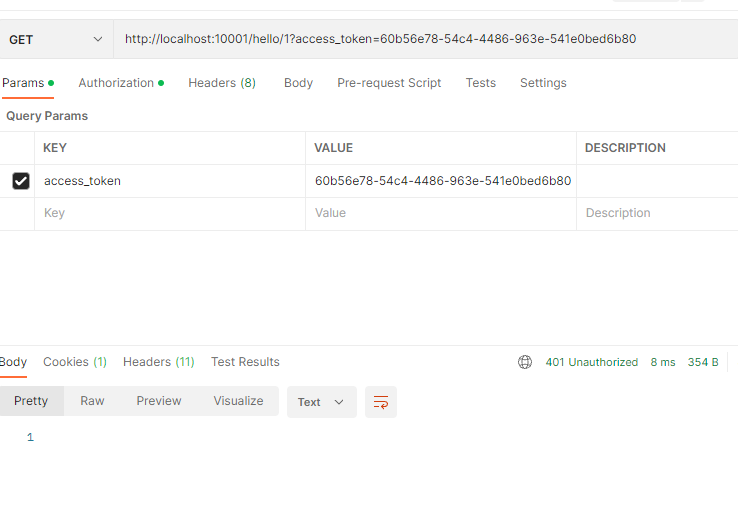 GET http://localhost:10001/hello/1?access_token=60b56e78-54c4-4486-963e-541e0bed6b80
Params Authorization Headers (8) Body Pre-request Script Tests Settings
Query Params
KEY VALUE DESCRIPTION
access_token 60b56e78-54c4-4486-963e-541e0bed6b80
Key Value Description
Body Cookies (1) Headers (11) Test Results 401 Unauthorized 8 ms 354 B
Pretty Raw Preview Visualize Text
1